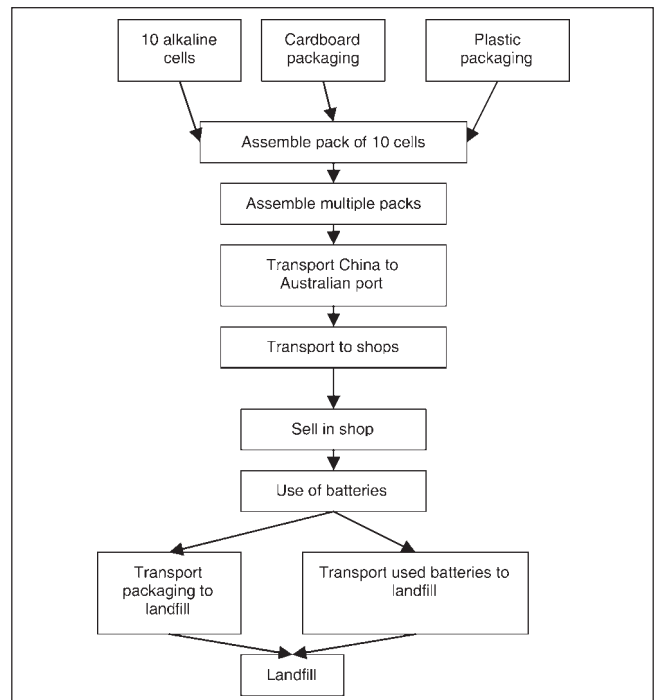 10 alkaline
cells
Cardboard
packaging
Plastic
packaging
Assemble pack of 10 cells
Assemble multiple packs
Transport China to
Australian port
Transport to shops
Sell in shop
Use of batteries
Transport
packaging to
landfill
Transport used batteries to
landfill
Landfill